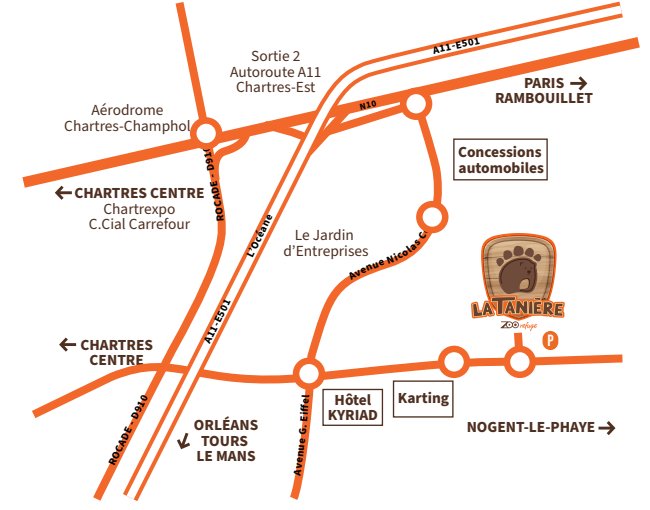 A11-E501
Sortie 2
Autoroute A11
Chartres-Est
PARIS
RAMBOUILLET
N10
Aérodrome
Chartres-Champhol
Concessions
automobiles
ROCADE - D910
CHARTRES CENTRE
Chartrexpo
C.Cial Carrefour
L'Océane
Le Jardin
d'Entreprises
Avenue Nicolas C.
LA TANIÈRE
ZOO refuge
P
A11-E501
CHARTRES
CENTRE
Hôtel
KYRIAD
Karting
ROCADE - D910
ORLÉANS
TOURS
LE MANS
Avenue G. Eiffel
NOGENT-LE-PHAYE